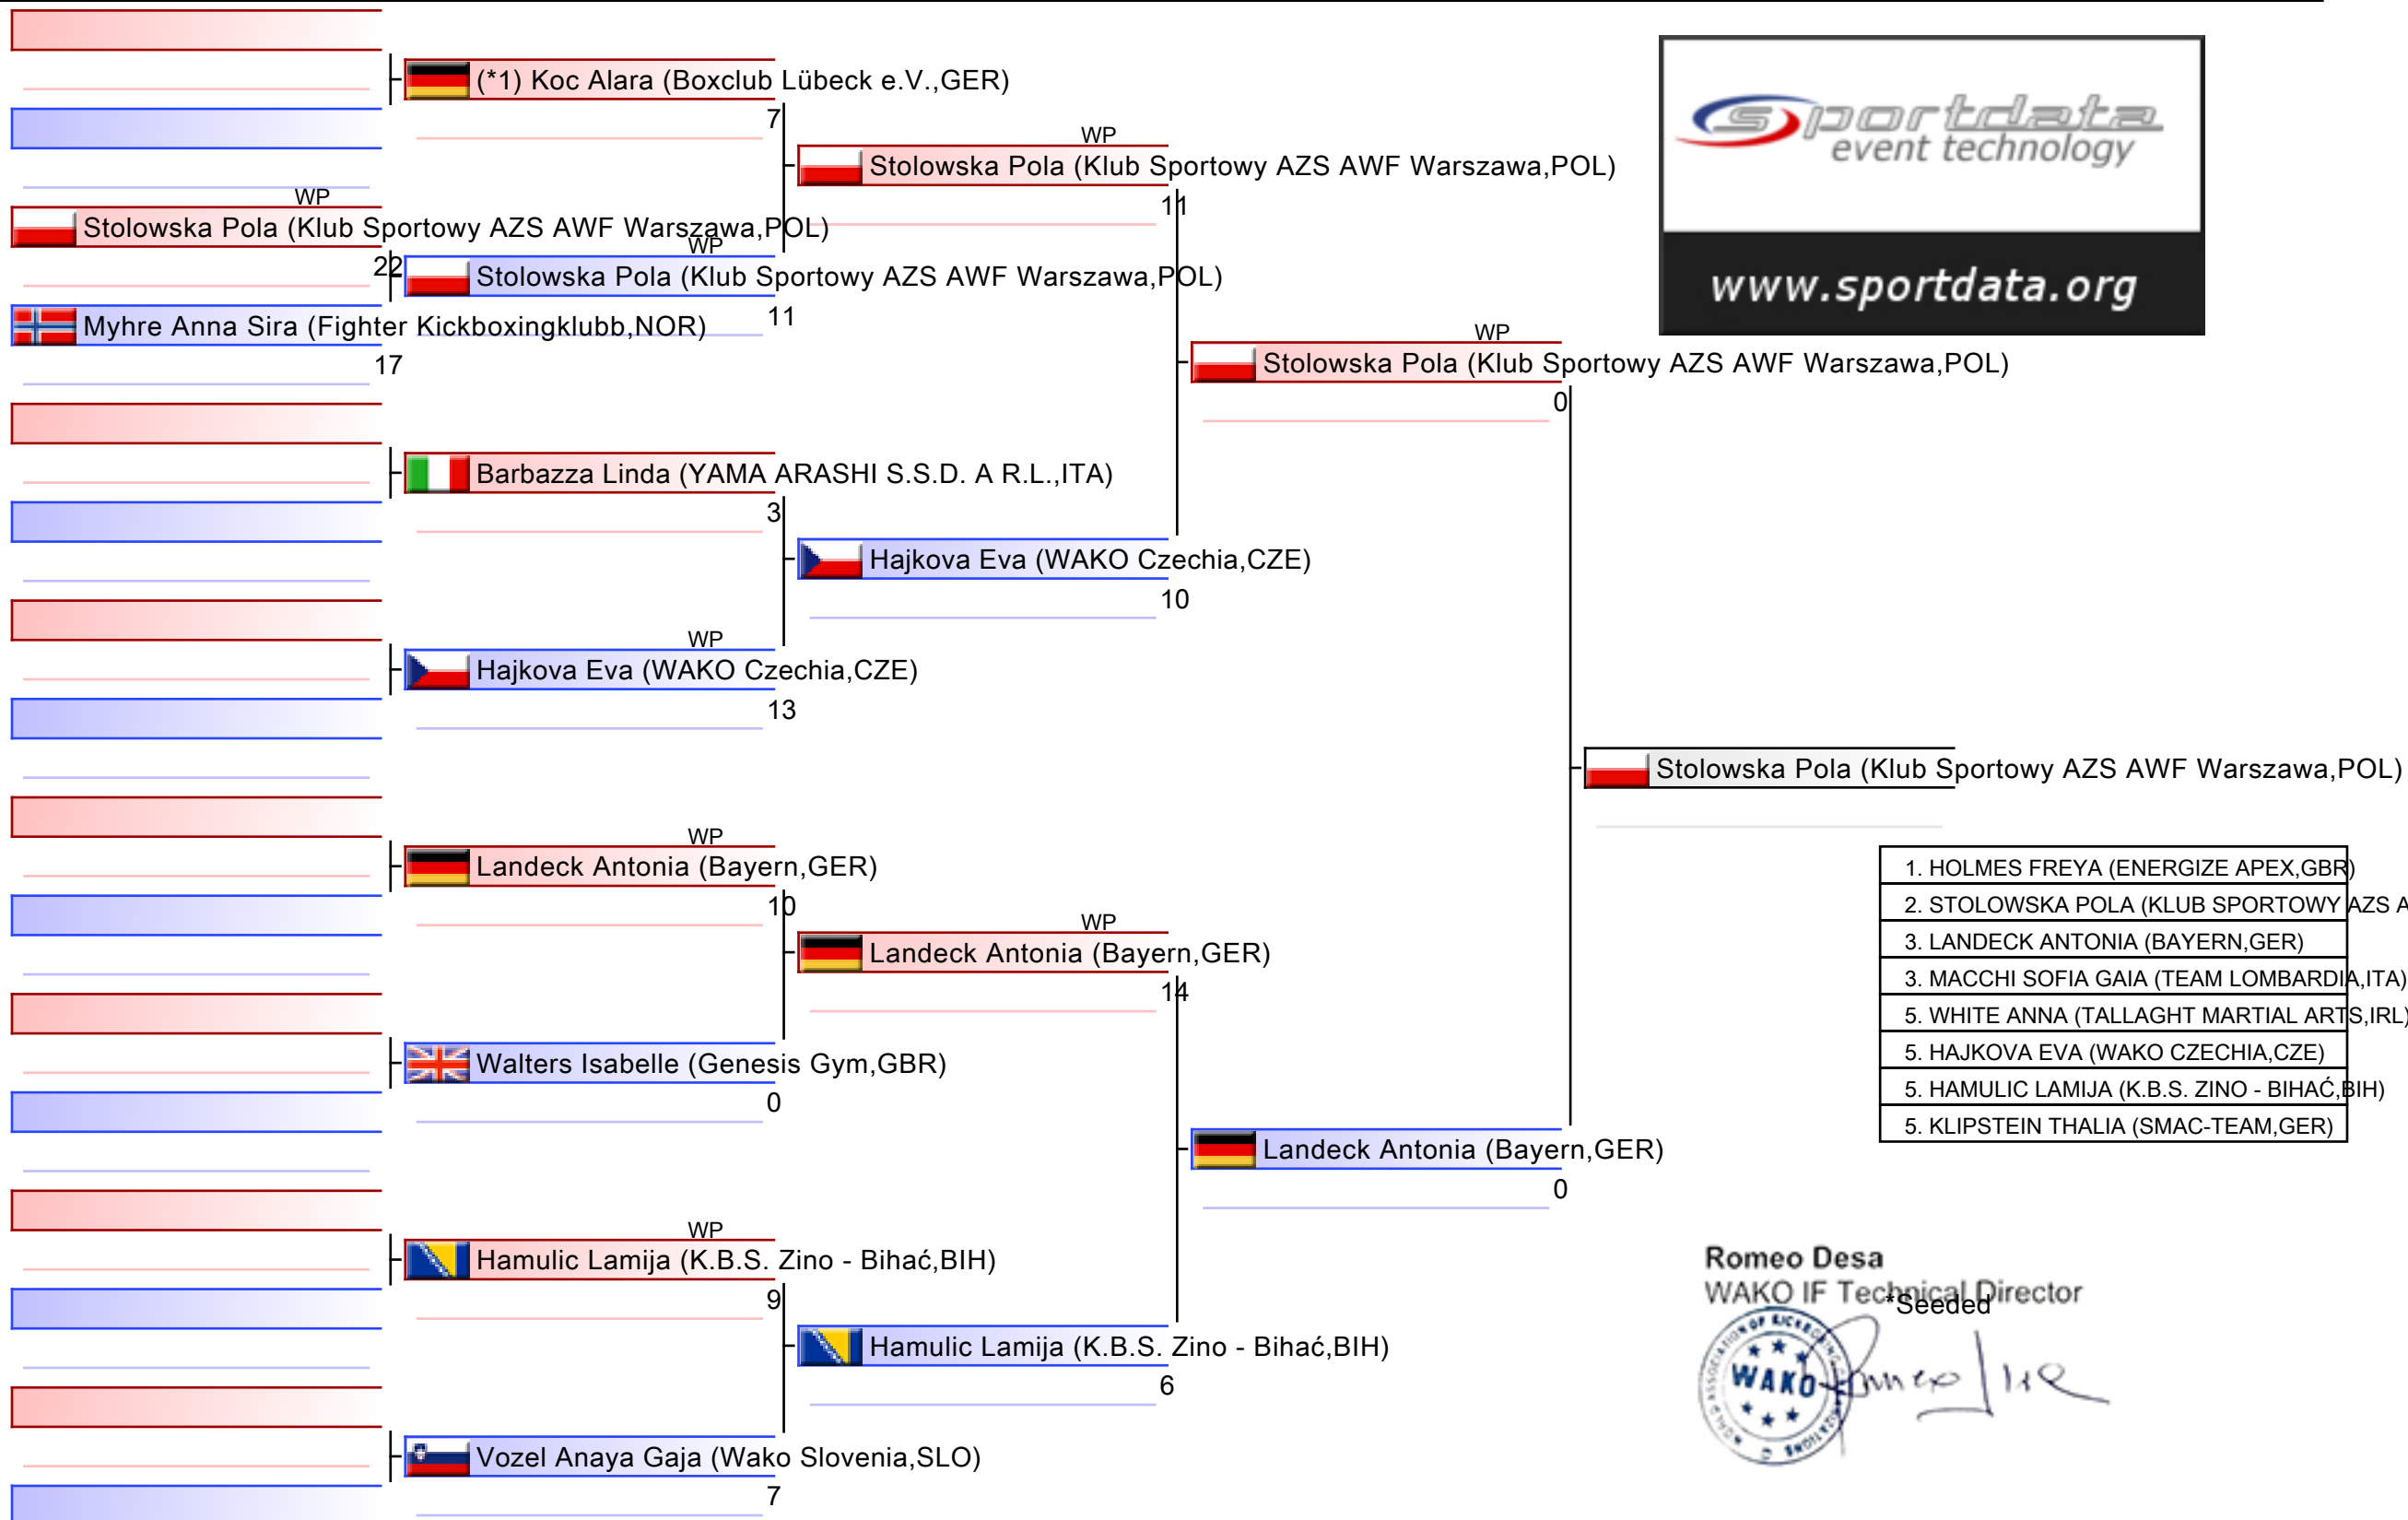 (*1) Koc Alara (Boxclub Lübeck e.V.,GER)
7
WP
Stolowska Pola (Klub Sportowy AZS AWF Warszawa,POL)
11
WP
Stolowska Pola (Klub Sportowy AZS AWF Warszawa,POL)
22
WP
Stolowska Pola (Klub Sportowy AZS AWF Warszawa,POL)
11
Myhre Anna Sira (Fighter Kickboxingklubb,NOR)
17
WP
Stolowska Pola (Klub Sportowy AZS AWF Warszawa,POL)
0
Barbazza Linda (YAMA ARASHI S.S.D. A R.L.,ITA)
3
Hajkova Eva (WAKO Czechia,CZE)
10
WP
Hajkova Eva (WAKO Czechia,CZE)
13
Stolowska Pola (Klub Sportowy AZS AWF Warszawa,POL)
WP
Landeck Antonia (Bayern,GER)
10
WP
Landeck Antonia (Bayern,GER)
14
Walters Isabelle (Genesis Gym,GBR)
0
Landeck Antonia (Bayern,GER)
0
WP
Hamulic Lamija (K.B.S. Zino - Bihać,BIH)
9
Hamulic Lamija (K.B.S. Zino - Bihać,BIH)
6
Vozel Anaya Gaja (Wako Slovenia,SLO)
7
sportdata
event technology
www.sportdata.org
1. HOLMES FREYA (ENERGIZE APEX,GBR)
2. STOLOWSKA POLA (KLUB SPORTOWY AZS A
3. LANDECK ANTONIA (BAYERN,GER)
3. MACCHI SOFIA GAIA (TEAM LOMBARDIA,ITA)
5. WHITE ANNA (TALLAGHT MARTIAL ARTS,IRL)
5. HAJKOVA EVA (WAKO CZECHIA,CZE)
5. HAMULIC LAMIJA (K.B.S. ZINO - BIHAĆ,BIH)
5. KLIPSTEIN THALIA (SMAC-TEAM,GER)
Romeo Desa
WAKO IF Technical Director
*Seeded
WAKO